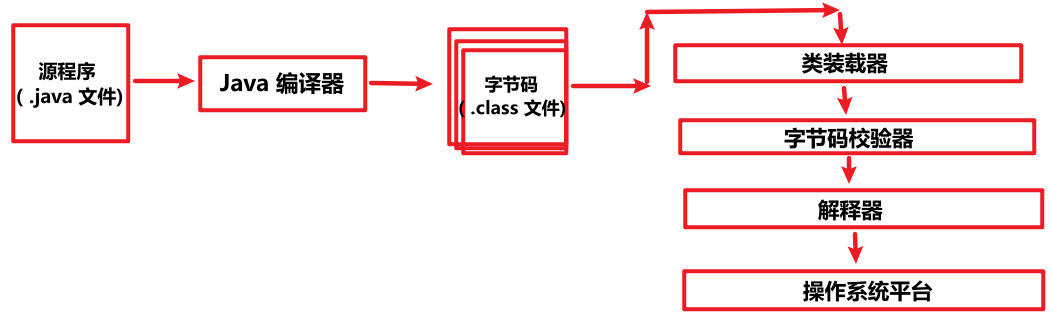 源程序
( .java 文件)
Java 编译器
字节码
( .class 文件)
类装载器
字节码校验器
解释器
操作系统平台